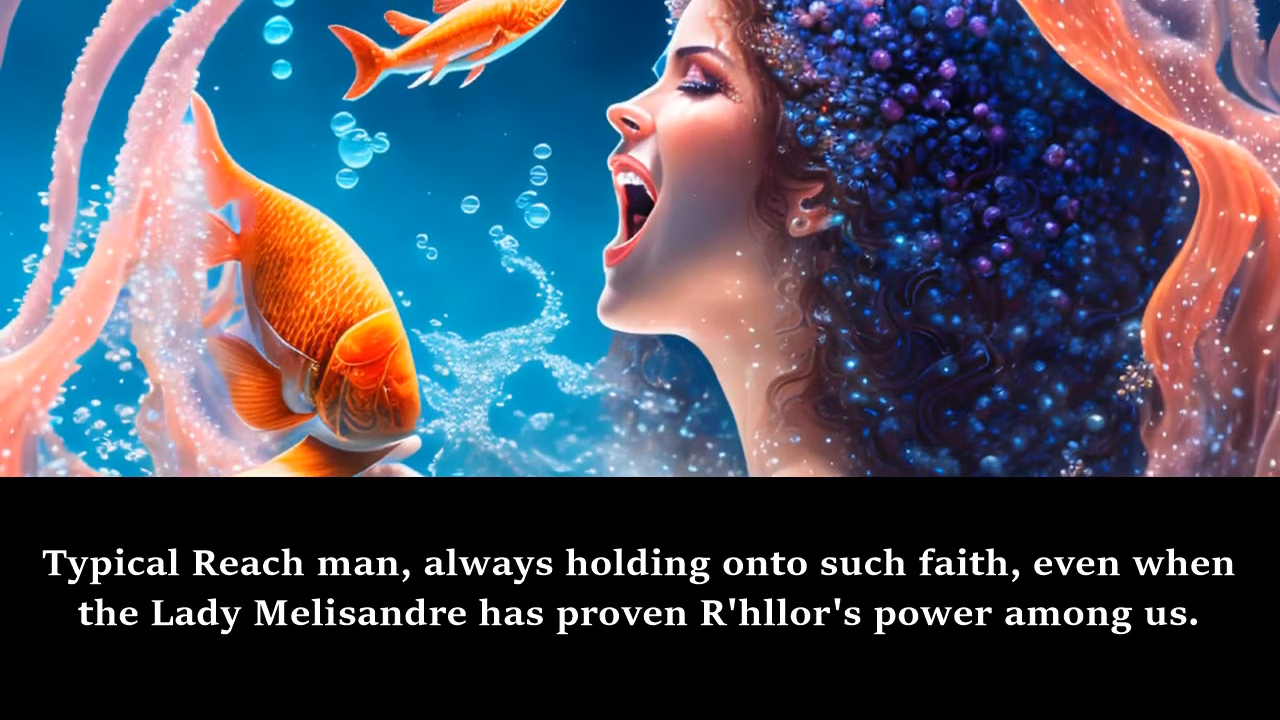 Typical Reach man, always holding onto such faith, even when
the Lady Melisandre has proven R'hllor's power among us.